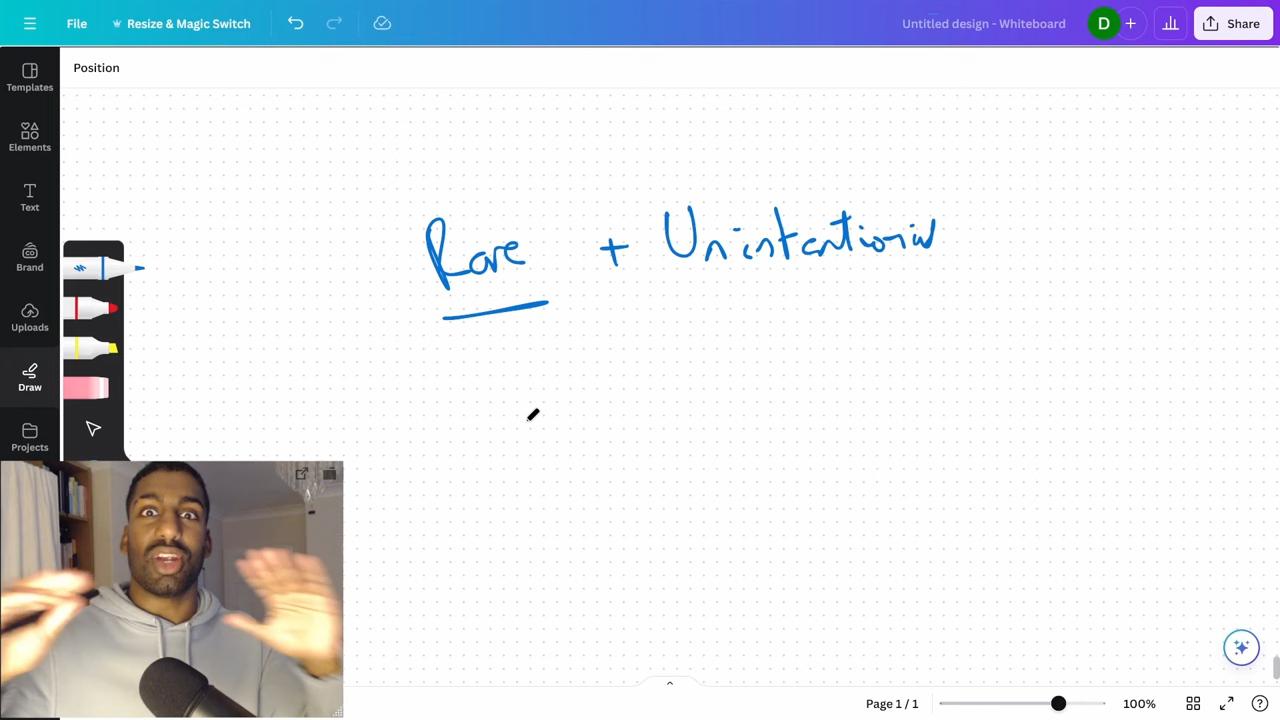 File
Resize & Magic Switch
Untitled design - Whiteboard
D
+
Share
Position
Templates
Elements
Text
Brand
Uploads
Draw
Projects
Rare + Unintentional
Page 1 / 1
100%